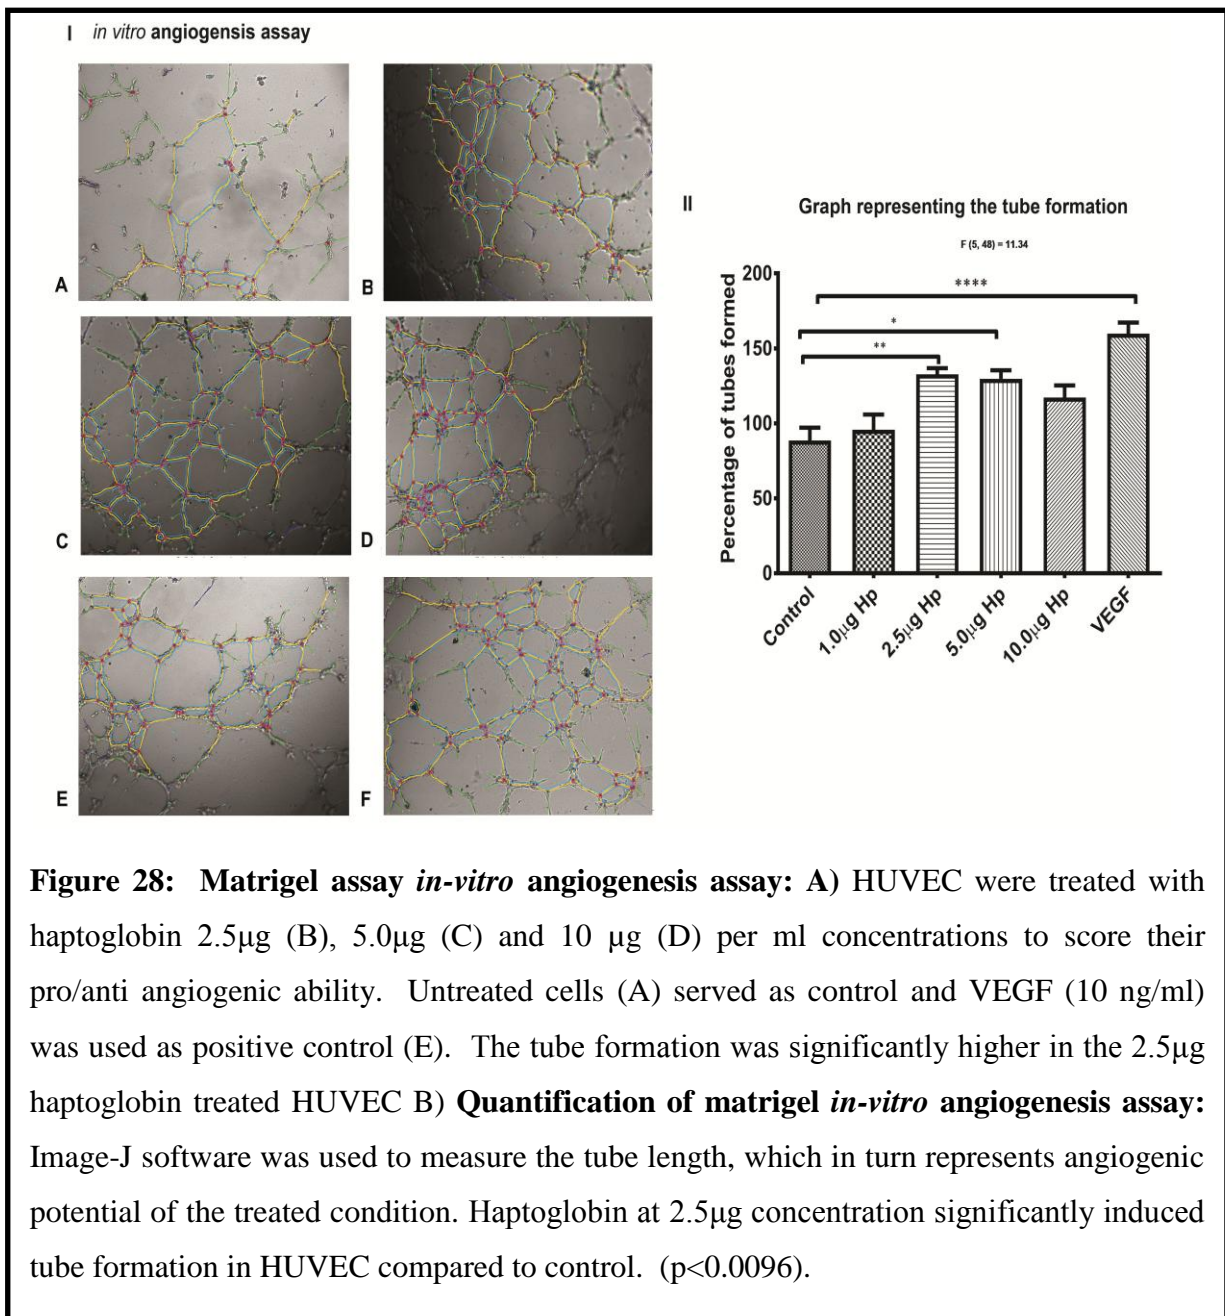 I in vitro angiogensis assay
A
B
C
D
E
F
II
Graph representing the tube formation
F (5, 48) = 11.34
Percentage of tubes formed
200
150
100
50
0
****
*
**
Control
1.0µg Hp
2.5µg Hp
5.0µg Hp
10.0µg Hp
VEGF
Figure 28: Matrigel assay in-vitro angiogenesis assay: A) HUVEC were treated with
haptoglobin 2.5µg (B), 5.0µg (C) and 10 µg (D) per ml concentrations to score their
pro/anti angiogenic ability. Untreated cells (A) served as control and VEGF (10 ng/ml)
was used as positive control (E). The tube formation was significantly higher in the 2.5µg
haptoglobin treated HUVEC B) Quantification of matrigel in-vitro angiogenesis assay:
Image-J software was used to measure the tube length, which in turn represents angiogenic
potential of the treated condition. Haptoglobin at 2.5µg concentration significantly induced
tube formation in HUVEC compared to control. (p<0.0096).